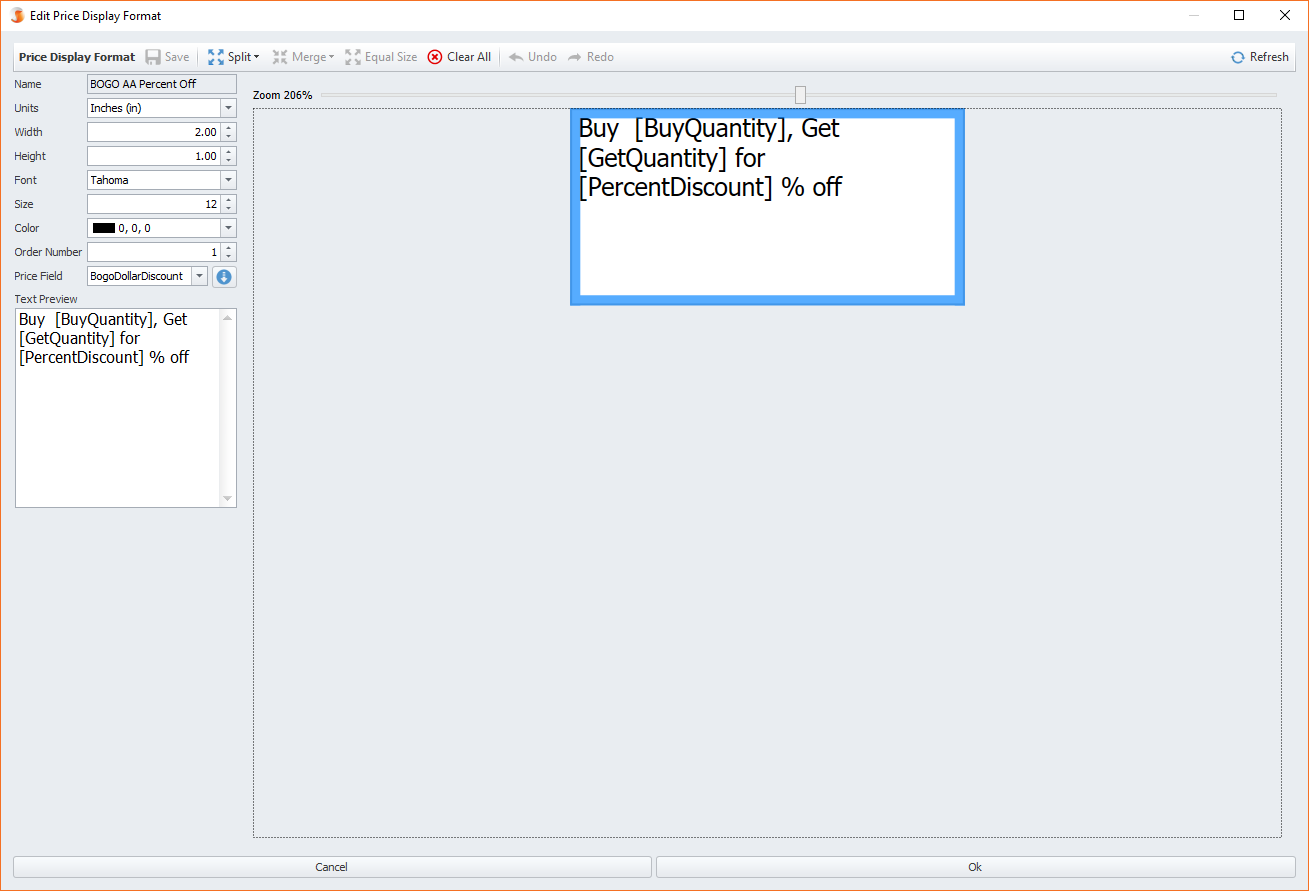 Edit Price Display Format
Price Display Format Save Split Merge Equal Size Clear All Undo Redo Refresh
Name BOGO AA Percent Off
Units Inches (in)
Width 2.00
Height 1.00
Font Tahoma
Size 12
Color 0, 0, 0
Order Number 1
Price Field BogoDollarDiscount
Text Preview
Buy  [BuyQuantity], Get
[GetQuantity] for
[PercentDiscount] % off
Zoom 206%
Buy  [BuyQuantity], Get
[GetQuantity] for
[PercentDiscount] % off
Cancel Ok